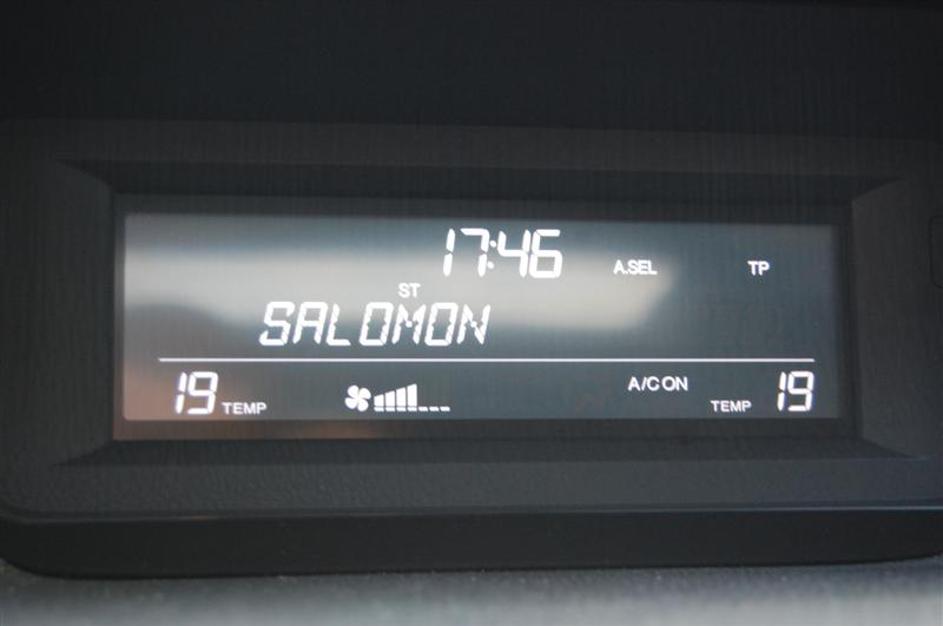 17:46 A.SEL TP
ST
SALOMON
19 TEMP A/C ON TEMP 19